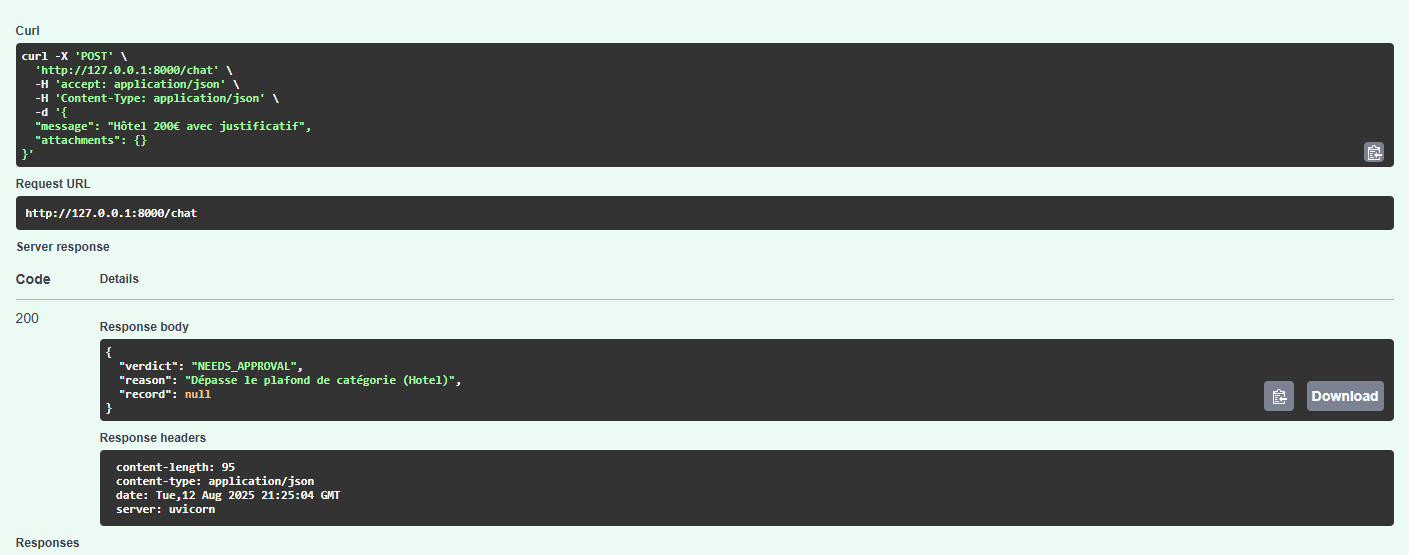 Curl
curl -X 'POST' \
  'http://127.0.0.1:8000/chat' \
  -H 'accept: application/json' \
  -H 'Content-Type: application/json' \
  -d '{
  "message": "Hôtel 200€ avec justificatif",
  "attachments": {}
}'
Request URL
http://127.0.0.1:8000/chat
Server response
Code Details
200
Response body
{
  "verdict": "NEEDS_APPROVAL",
  "reason": "Dépasse le plafond de catégorie (Hotel)",
  "record": null
}
Download
Response headers
content-length: 95
content-type: application/json
date: Tue,12 Aug 2025 21:25:04 GMT
server: uvicorn
Responses